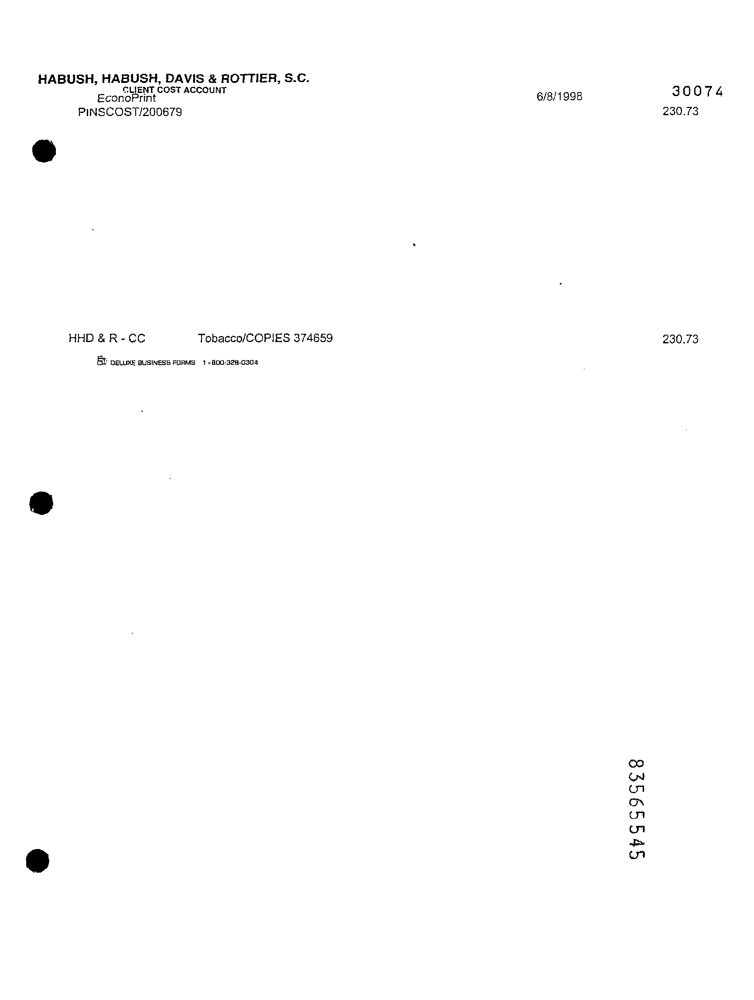 HABUSH, HABUSH, DAVIS & ROTTIER, S.C.
CLIENT COST ACCOUNT
EconoPrint 6/8/1998 30074
PINSCOST/200679 230.73
HHD & R - CC Tobacco/COPIES 374659 230.73
DELUXE BUSINESS FORMS 1-800-328-0304
83565545